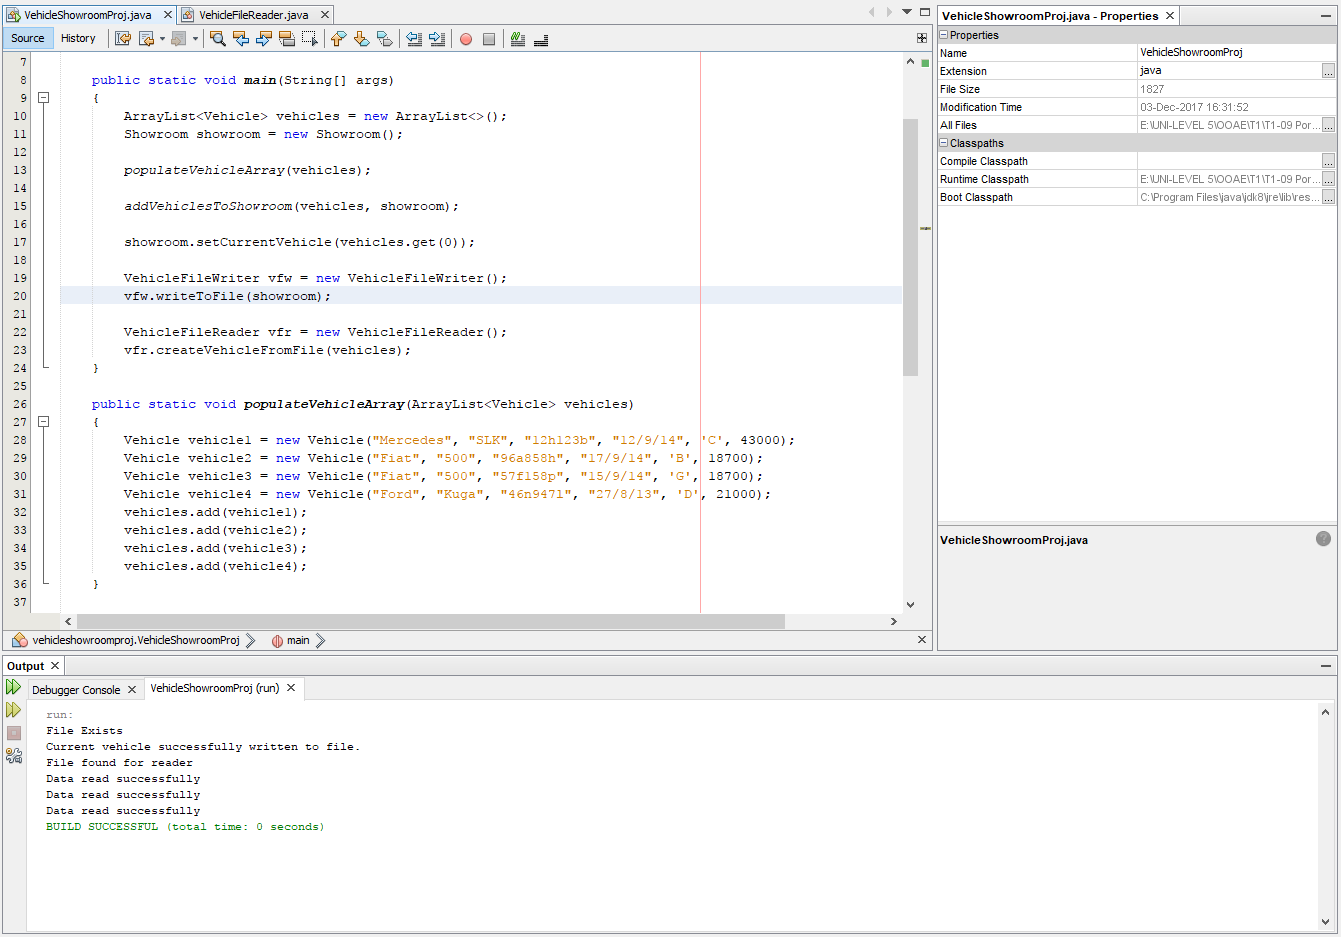 VehicleShowroomProj.java
VehicleFileReader.java
Source
History
7
8 public static void main(String[] args)
9 {
10 ArrayList<Vehicle> vehicles = new ArrayList<>();
11 Showroom showroom = new Showroom();
12
13 populateVehicleArray(vehicles);
14
15 addVehiclesToShowroom(vehicles, showroom);
16
17 showroom.setCurrentVehicle(vehicles.get(0));
18
19 VehicleFileWriter vfw = new VehicleFileWriter();
20 vfw.writeToFile(showroom);
21
22 VehicleFileReader vfr = new VehicleFileReader();
23 vfr.createVehicleFromFile(vehicles);
24 }
25
26 public static void populateVehicleArray(ArrayList<Vehicle> vehicles)
27 {
28 Vehicle vehicle1 = new Vehicle("Mercedes", "SLK", "12h123b", "12/9/14", 'C', 43000);
29 Vehicle vehicle2 = new Vehicle("Fiat", "500", "96a858h", "17/9/14", 'B', 18700);
30 Vehicle vehicle3 = new Vehicle("Fiat", "500", "57f158p", "15/9/14", 'G', 18700);
31 Vehicle vehicle4 = new Vehicle("Ford", "Kuga", "46n947l", "27/8/13", 'D', 21000);
32 vehicles.add(vehicle1);
33 vehicles.add(vehicle2);
34 vehicles.add(vehicle3);
35 vehicles.add(vehicle4);
36 }
37
vehicleshowroomproj.VehicleShowroomProj
main
VehicleShowroomProj.java - Properties
Properties
Name VehicleShowroomProj
Extension java
File Size 1827
Modification Time 03-Dec-2017 16:31:52
All Files E:\UNI-LEVEL 5\OOAE\T1\T1-09 Por...
Classpaths
Compile Classpath
Runtime Classpath E:\UNI-LEVEL 5\OOAE\T1\T1-09 Por...
Boot Classpath C:\Program Files\java\jdk8\jre\lib\res...
VehicleShowroomProj.java
Output
Debugger Console
VehicleShowroomProj (run)
run:
File Exists
Current vehicle successfully written to file.
File found for reader
Data read successfully
Data read successfully
Data read successfully
BUILD SUCCESSFUL (total time: 0 seconds)